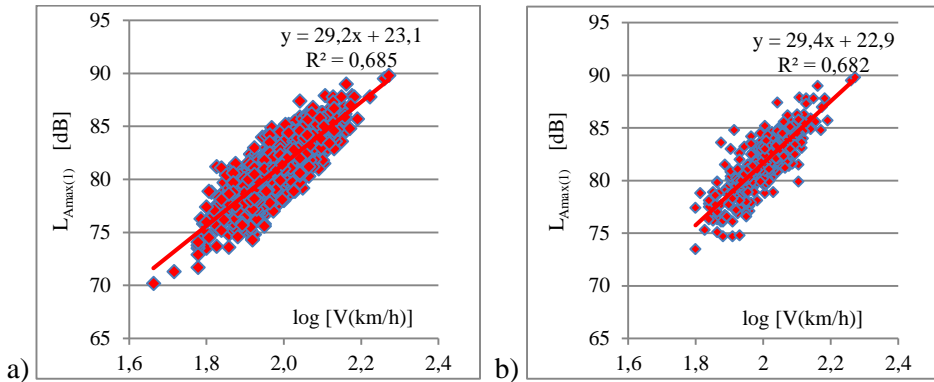 95
y = 29,2x + 23,1
R² = 0,685
90
85
80
75
70
65
L_Amax(1) [dB]
log [V(km/h)]
1,6 1,8 2,0 2,2 2,4
a)
95
y = 29,4x + 22,9
R² = 0,682
90
85
80
75
70
65
L_Amax(1) [dB]
log [V(km/h)]
1,6 1,8 2 2,2 2,4
b)